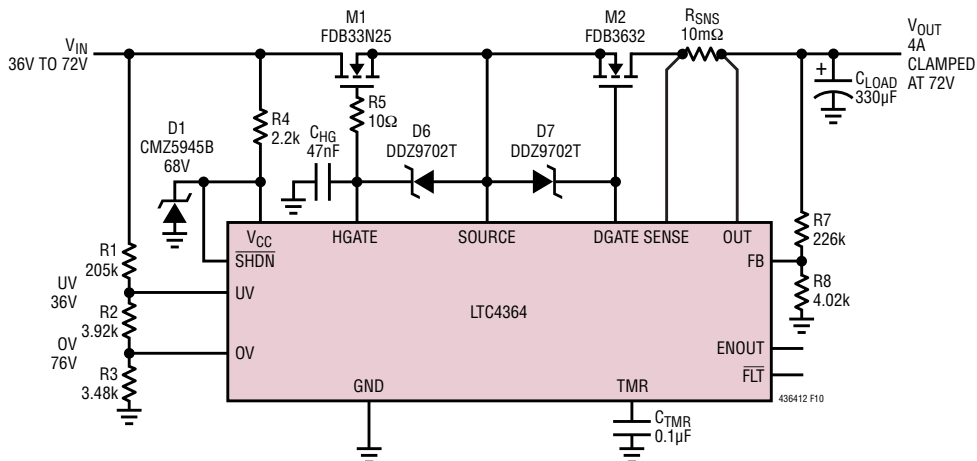 M1
FDB33N25
M2
FDB3632
RSNS
10mΩ
VIN
36V TO 72V
VOUT
4A
CLAMPED
AT 72V
+
CLOAD
330µF
R4
2.2k
R5
10Ω
D1
CMZ5945B
68V
CHG
47nF
D6
DDZ9702T
D7
DDZ9702T
VCC
HGATE
SOURCE
DGATE
SENSE
OUT
SHDN
R1
205k
UV
36V
UV
R2
3.92k
OV
76V
OV
R3
3.48k
LTC4364
FB
R7
226k
R8
4.02k
ENOUT
FLT
GND
TMR
CTMR
0.1µF
436412 F10